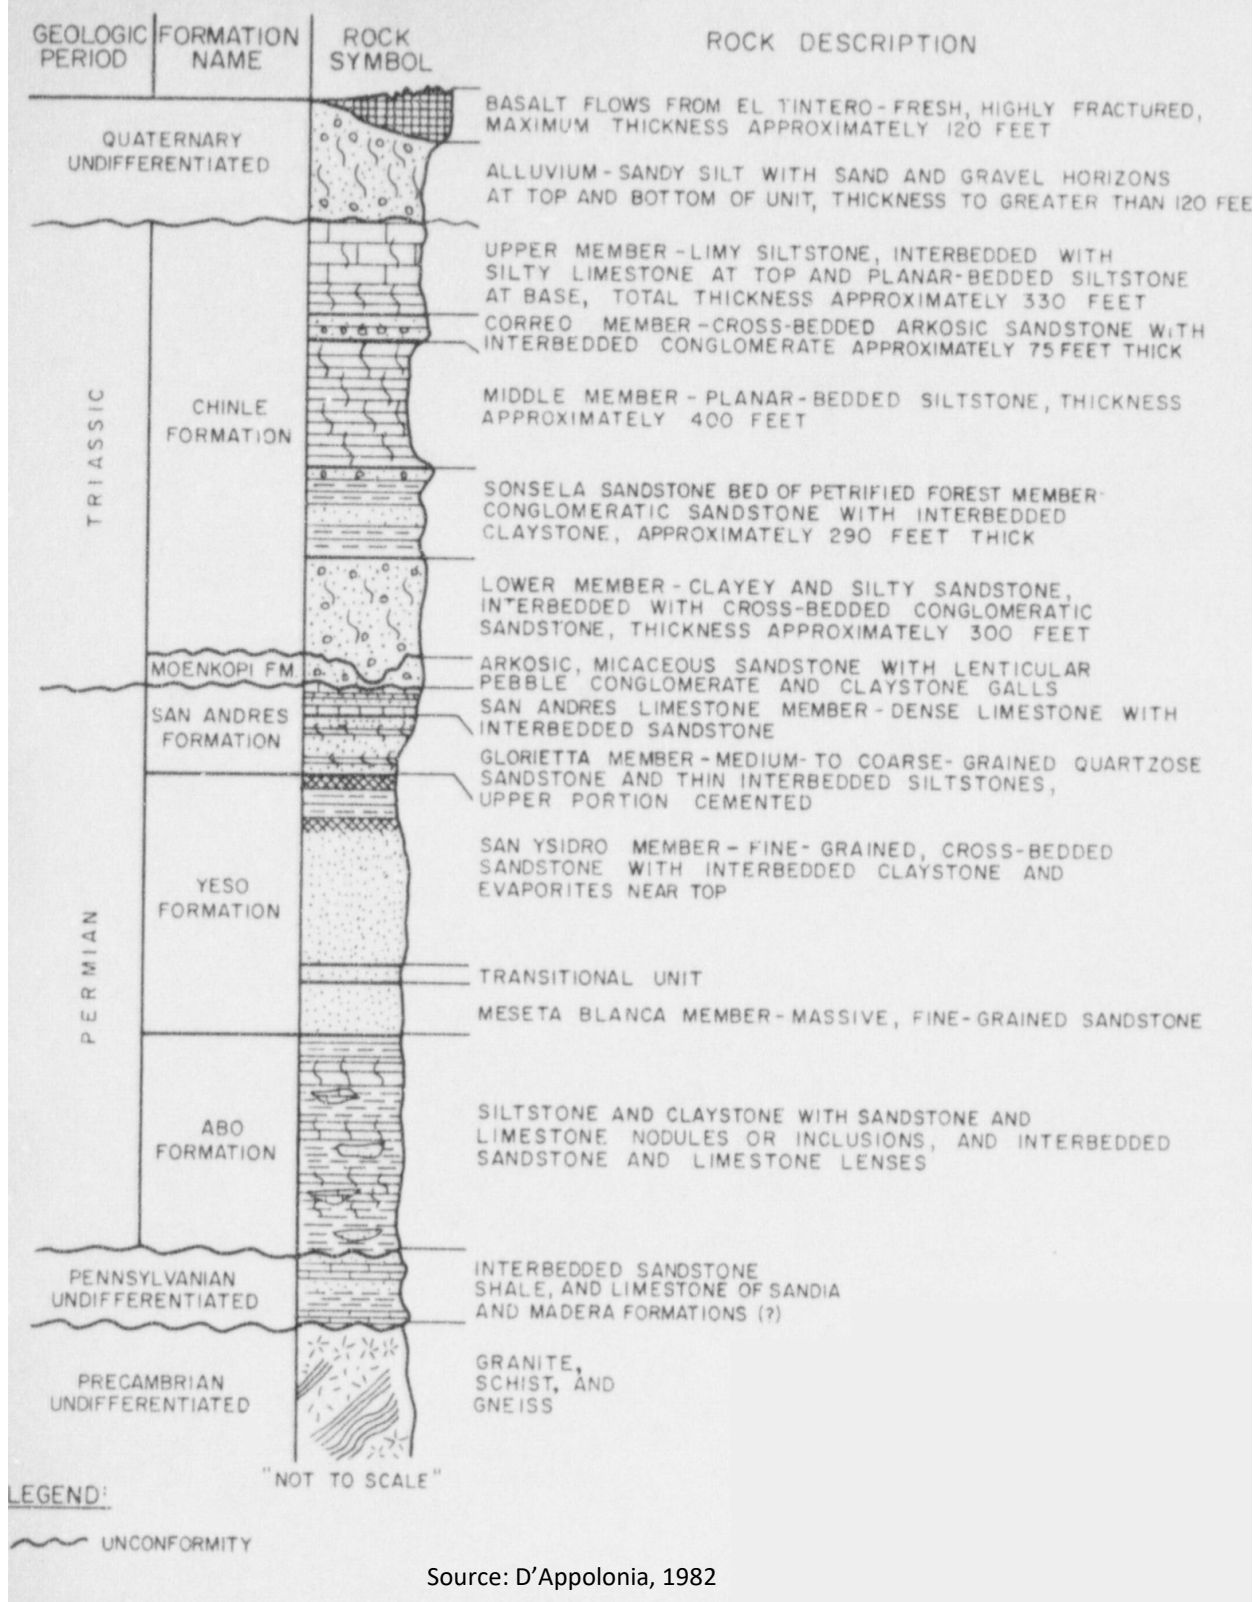 GEOLOGIC PERIOD
FORMATION NAME
ROCK SYMBOL
ROCK DESCRIPTION
QUATERNARY
UNDIFFERENTIATED
BASALT FLOWS FROM EL TINTERO-FRESH, HIGHLY FRACTURED,
MAXIMUM THICKNESS APPROXIMATELY 120 FEET
ALLUVIUM-SANDY SILT WITH SAND AND GRAVEL HORIZONS
AT TOP AND BOTTOM OF UNIT, THICKNESS TO GREATER THAN 120 FEE
TRIASSIC
CHINLE
FORMATION
UPPER MEMBER-LIMY SILTSTONE, INTERBEDDED WITH
SILTY LIMESTONE AT TOP AND PLANAR-BEDDED SILTSTONE
AT BASE, TOTAL THICKNESS APPROXIMATELY 330 FEET
CORREO MEMBER-CROSS-BEDDED ARKOSIC SANDSTONE WITH
INTERBEDDED CONGLOMERATE APPROXIMATELY 75 FEET THICK
MIDDLE MEMBER-PLANAR-BEDDED SILTSTONE, THICKNESS
APPROXIMATELY 400 FEET
SONSELA SANDSTONE BED OF PETRIFIED FOREST MEMBER-
CONGLOMERATIC SANDSTONE WITH INTERBEDDED
CLAYSTONE, APPROXIMATELY 290 FEET THICK
LOWER MEMBER-CLAYEY AND SILTY SANDSTONE,
INTERBEDDED WITH CROSS-BEDDED CONGLOMERATIC
SANDSTONE, THICKNESS APPROXIMATELY 300 FEET
MOENKOPI FM.
ARKOSIC, MICACEOUS SANDSTONE WITH LENTICULAR
PEBBLE CONGLOMERATE AND CLAYSTONE GALLS
PERMIAN
SAN ANDRES
FORMATION
SAN ANDRES LIMESTONE MEMBER-DENSE LIMESTONE WITH
INTERBEDDED SANDSTONE
GLORIETTA MEMBER-MEDIUM-TO COARSE-GRAINED QUARTZOSE
SANDSTONE AND THIN INTERBEDDED SILTSTONES,
UPPER PORTION CEMENTED
YESO
FORMATION
SAN YSIDRO MEMBER-FINE-GRAINED, CROSS-BEDDED
SANDSTONE WITH INTERBEDDED CLAYSTONE AND
EVAPORITES NEAR TOP
TRANSITIONAL UNIT
MESETA BLANCA MEMBER-MASSIVE, FINE-GRAINED SANDSTONE
ABO
FORMATION
SILTSTONE AND CLAYSTONE WITH SANDSTONE AND
LIMESTONE NODULES OR INCLUSIONS, AND INTERBEDDED
SANDSTONE AND LIMESTONE LENSES
PENNSYLVANIAN
UNDIFFERENTIATED
INTERBEDDED SANDSTONE
SHALE, AND LIMESTONE OF SANDIA
AND MADERA FORMATIONS (?)
PRECAMBRIAN
UNDIFFERENTIATED
GRANITE,
SCHIST, AND
GNEISS
"NOT TO SCALE"
LEGEND:
UNCONFORMITY
Source: D'Appolonia, 1982